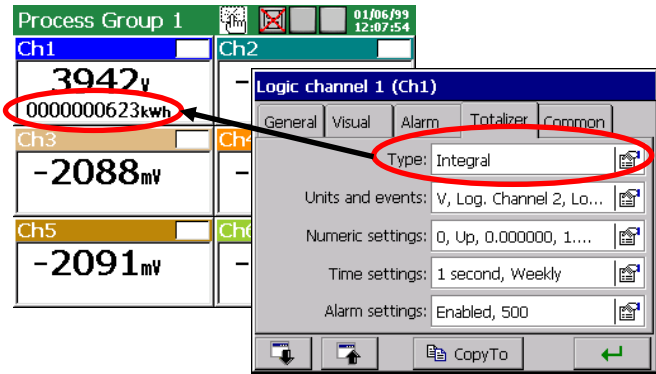 Process Group 1
01/06/99
12:07:54
Ch1
Ch2
3942v
-
0000000623kwh
Ch3
Ch4
-2088mV
-
Ch5
Ch6
-2091mV
-
Logic channel 1 (Ch1)
General Visual Alarm Totalizer Common
Type: Integral
Units and events: V, Log. Channel 2, Lo...
Numeric settings: 0, Up, 0.000000, 1....
Time settings: 1 second, Weekly
Alarm settings: Enabled, 500
CopyTo